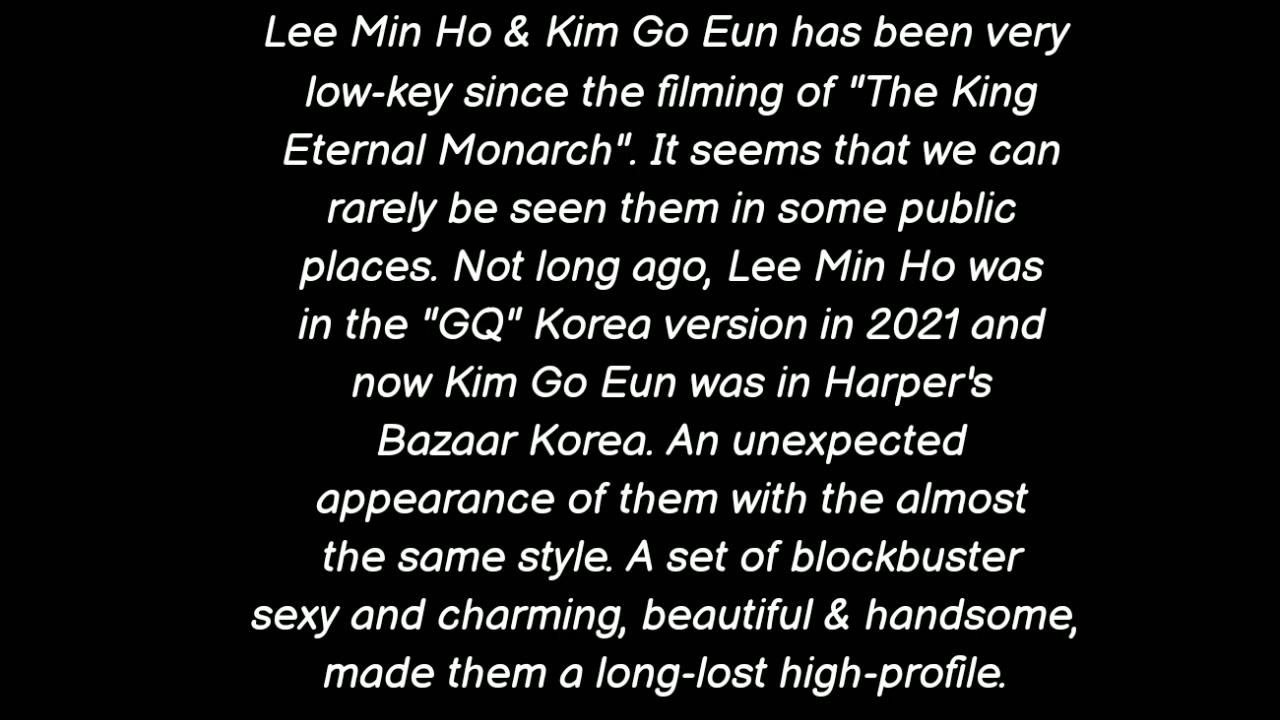 Lee Min Ho & Kim Go Eun has been very
low-key since the filming of "The King
Eternal Monarch". It seems that we can
rarely be seen them in some public
places. Not long ago, Lee Min Ho was
in the "GQ" Korea version in 2021 and
now Kim Go Eun was in Harper's
Bazaar Korea. An unexpected
appearance of them with the almost
the same style. A set of blockbuster
sexy and charming, beautiful & handsome,
made them a long-lost high-profile.